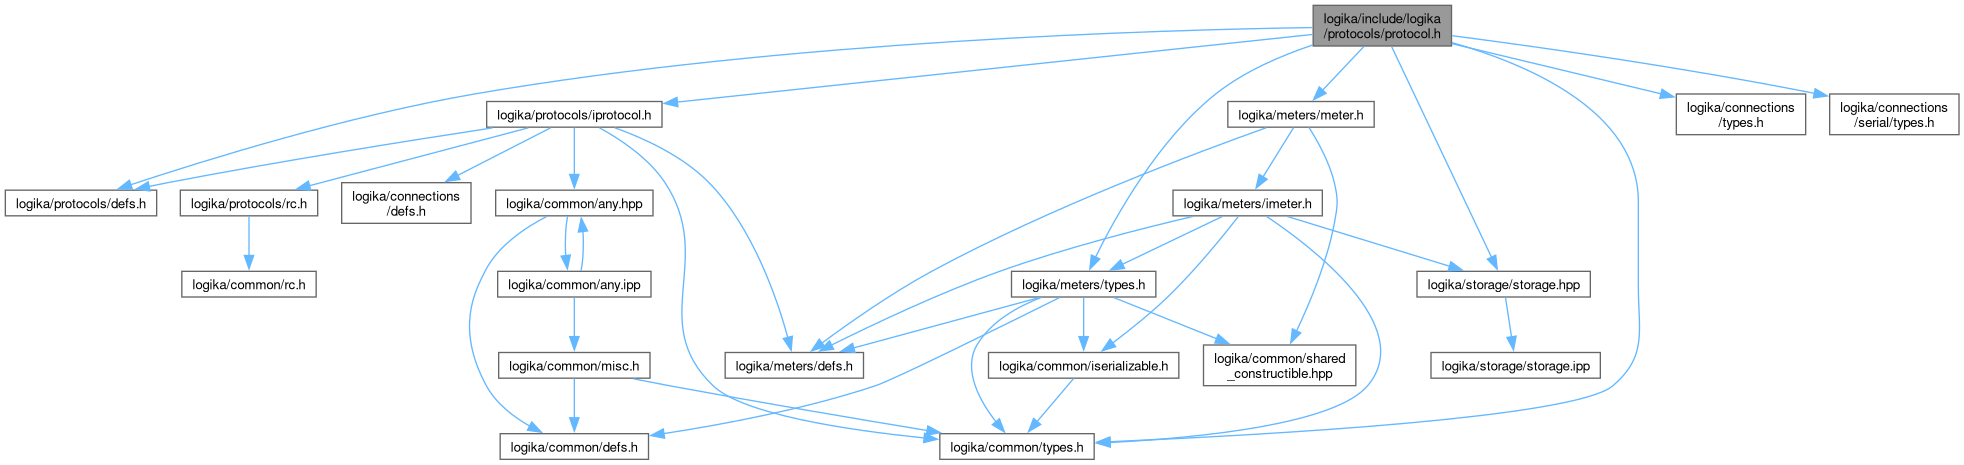 logika/include/logika
/protocols/protocol.h
logika/protocols/iprotocol.h
logika/meters/meter.h
logika/connections
/types.h
logika/connections
/serial/types.h
logika/protocols/defs.h
logika/protocols/rc.h
logika/connections
/defs.h
logika/common/any.hpp
logika/meters/imeter.h
logika/common/rc.h
logika/common/any.ipp
logika/meters/types.h
logika/storage/storage.hpp
logika/common/misc.h
logika/meters/defs.h
logika/common/iserializable.h
logika/common/shared
_constructible.hpp
logika/storage/storage.ipp
logika/common/defs.h
logika/common/types.h